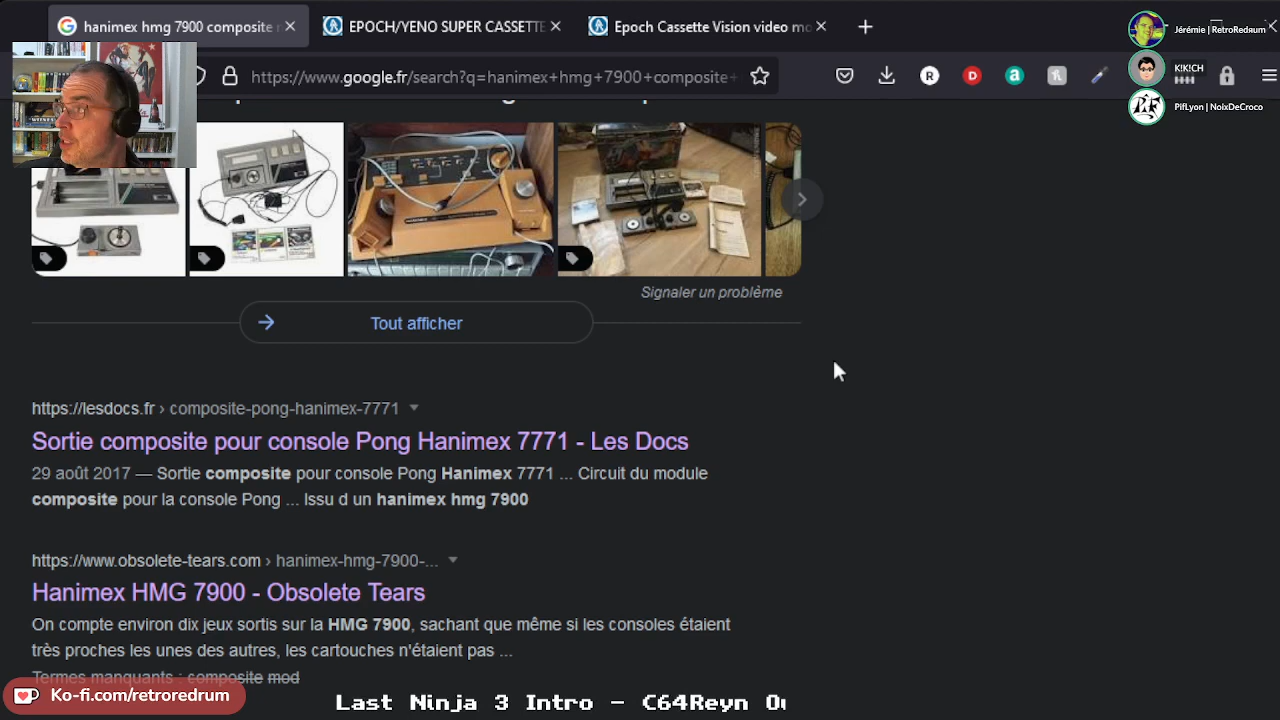 hanimex hmg 7900 composite
EPOCH/YENO SUPER CASSETTE
Epoch Cassette Vision video mo
Jérémie | RetroRedrum
https://www.google.fr/search?q=hanimex+hmg+7900+composite+
KIKICH
PifLyon | NoixDeCroco
Signaler un problème
Tout afficher
https://lesdocs.fr › composite-pong-hanimex-7771
Sortie composite pour console Pong Hanimex 7771 - Les Docs
29 août 2017 — Sortie composite pour console Pong Hanimex 7771 ... Circuit du module
composite pour la console Pong ... Issu d un hanimex hmg 7900
https://www.obsolete-tears.com › hanimex-hmg-7900-...
Hanimex HMG 7900 - Obsolete Tears
On compte environ dix jeux sortis sur la HMG 7900, sachant que même si les consoles étaient
très proches les unes des autres, les cartouches n'étaient pas ...
Termes manquants : composite mod
Ko-fi.com/retroredrum
Last Ninja 3 Intro - C64Reyn